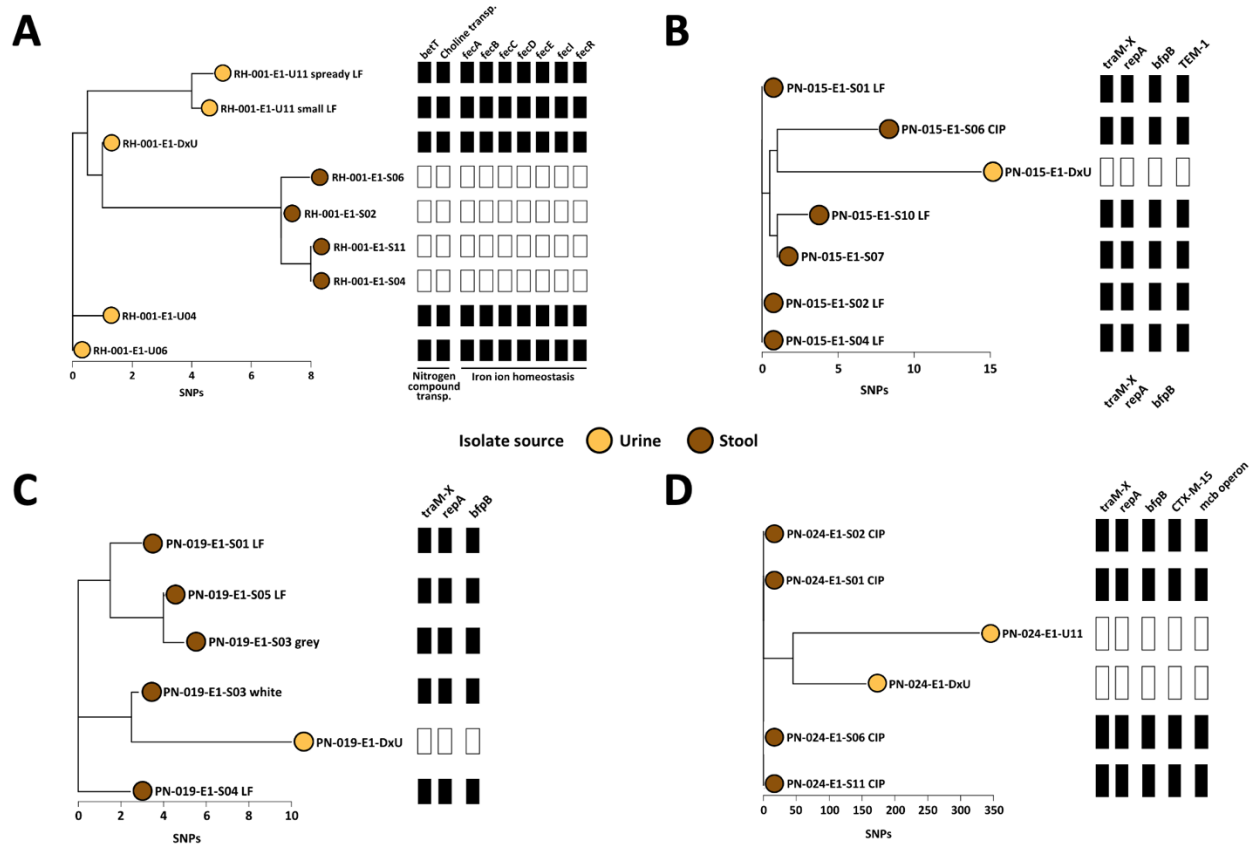 A
betT
Choline transp.
fecA
fecB
fecC
fecD
fecE
fecI
fecR
RH-001-E1-U11 spready LF
RH-001-E1-U11 small LF
RH-001-E1-DxU
RH-001-E1-S06
RH-001-E1-S02
RH-001-E1-S11
RH-001-E1-S04
RH-001-E1-U04
RH-001-E1-U06
0 2 4 6 8
SNPs
Nitrogen
compound
transp.
Iron ion homeostasis
B
traM-X
repA
bfpB
TEM-1
PN-015-E1-S01 LF
PN-015-E1-S06 CIP
PN-015-E1-DxU
PN-015-E1-S10 LF
PN-015-E1-S07
PN-015-E1-S02 LF
PN-015-E1-S04 LF
0 5 10 15
SNPs
traM-X
repA
bfpB
Isolate source Urine Stool
C
traM-X
repA
bfpB
PN-019-E1-S01 LF
PN-019-E1-S05 LF
PN-019-E1-S03 grey
PN-019-E1-S03 white
PN-019-E1-DxU
PN-019-E1-S04 LF
0 2 4 6 8 10
SNPs
D
traM-X
repA
bfpB
CTX-M-15
mcb operon
PN-024-E1-S02 CIP
PN-024-E1-S01 CIP
PN-024-E1-U11
PN-024-E1-DxU
PN-024-E1-S06 CIP
PN-024-E1-S11 CIP
0 50 100 150 200 250 300 350
SNPs